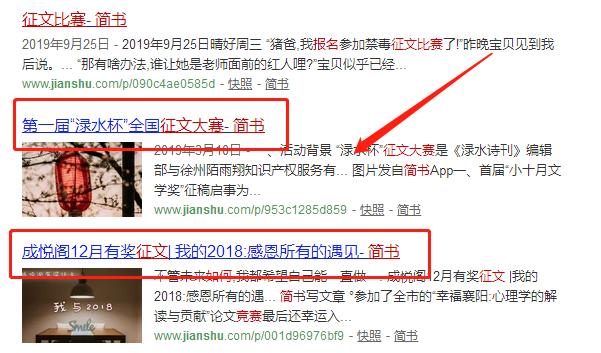 征文比赛- 简书
2019年9月25日 - 2019年9月25日晴好周三 “猪爸,我报名参加禁毒征文比赛了!”昨晚宝贝见到我
后说。... “那有啥办法,谁让她是老师面前的红人哩?”宝贝似乎已经...
www.jianshu.com/p/090c4ae0585d - 快照 - 简书
第一届“渌水杯”全国征文大赛- 简书
2019年3月10日 - 一、活动背景 “渌水杯”征文大赛是《渌水诗刊》编辑
部与徐州陌雨翔知识产权服务有... 图片发自简书App一、首届“小十月文
学奖”征稿启事为...
www.jianshu.com/p/953c1285d859 - 快照 - 简书
成悦阁12月有奖征文| 我的2018:感恩所有的遇见- 简书
不管未来如何,我都希望自己能一直做... 成悦阁12月有奖征文 |我的
2018:感恩所有的遇... 简书写文章 “参加了全市的“幸福襄阳:心理学的解
读与贡献”论文竞赛最后还幸运入...
我与2018
Smile
www.jianshu.com/p/001d96976bf9 - 快照 - 简书